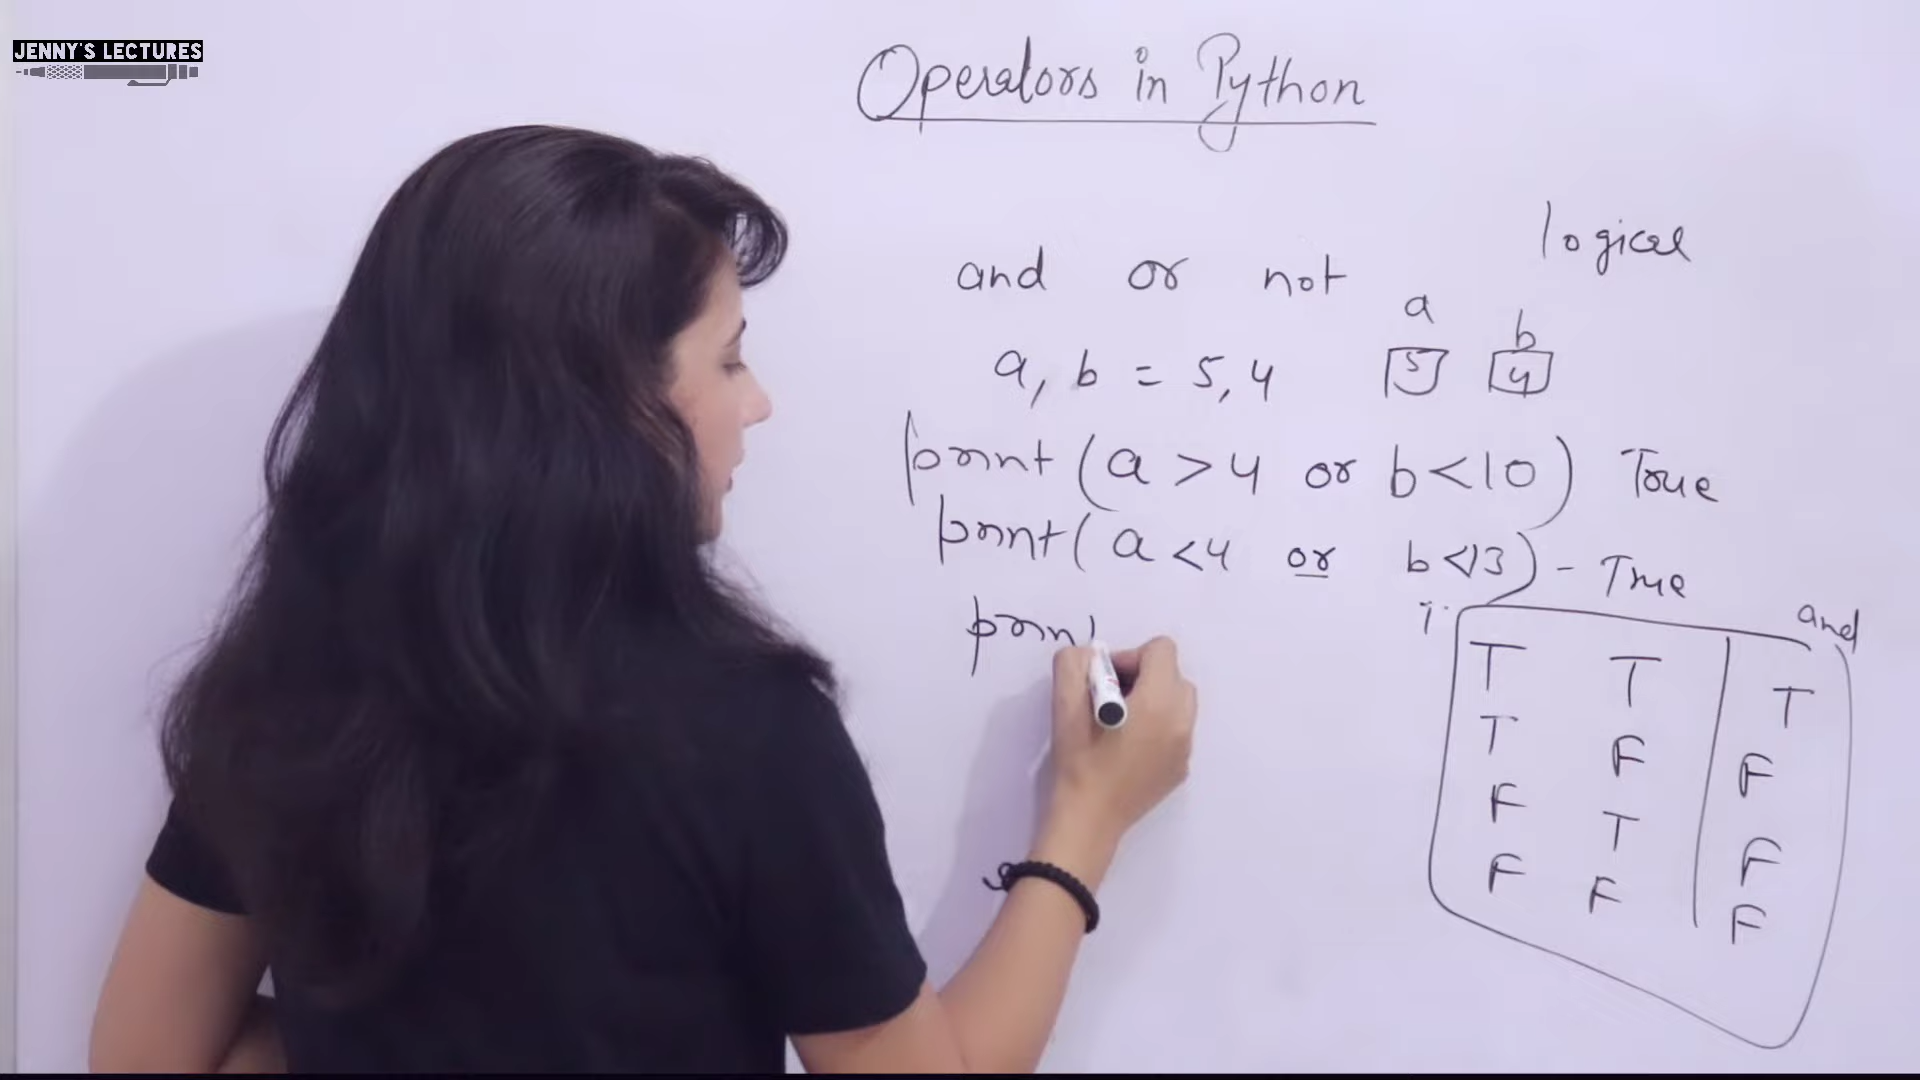 JENNY'S LECTURES
Operators in Python
logical
and or not
a b
a, b = 5,4 5 4
print (a > 4 or b < 10) True
print ( a < 4 or b < 13) - True
print
and
T T T
T F F
F T F
F F F